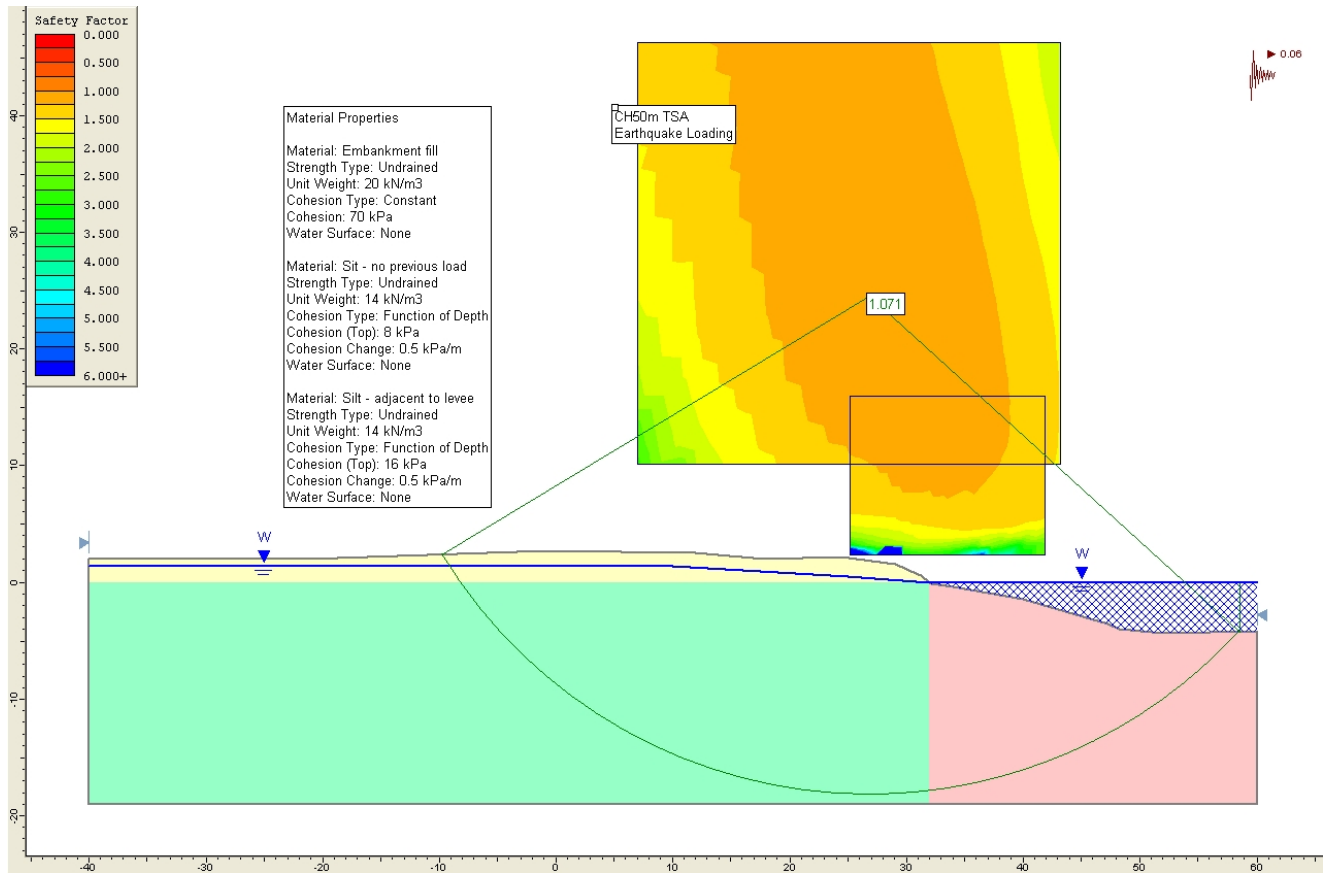 Safety Factor
0.000
0.500
1.000
1.500
2.000
2.500
3.000
3.500
4.000
4.500
5.000
5.500
6.000+
Material Properties
Material: Embankment fill
Strength Type: Undrained
Unit Weight: 20 kN/m3
Cohesion Type: Constant
Cohesion: 70 kPa
Water Surface: None
Material: Sit - no previous load
Strength Type: Undrained
Unit Weight: 14 kN/m3
Cohesion Type: Function of Depth
Cohesion (Top): 8 kPa
Cohesion Change: 0.5 kPa/m
Water Surface: None
Material: Silt - adjacent to levee
Strength Type: Undrained
Unit Weight: 14 kN/m3
Cohesion Type: Function of Depth
Cohesion (Top): 16 kPa
Cohesion Change: 0.5 kPa/m
Water Surface: None
CH50m TSA
Earthquake Loading
0.06
1.071
W
W
40
30
20
10
0
-10
-20
-40
-30
-20
-10
0
10
20
30
40
50
60